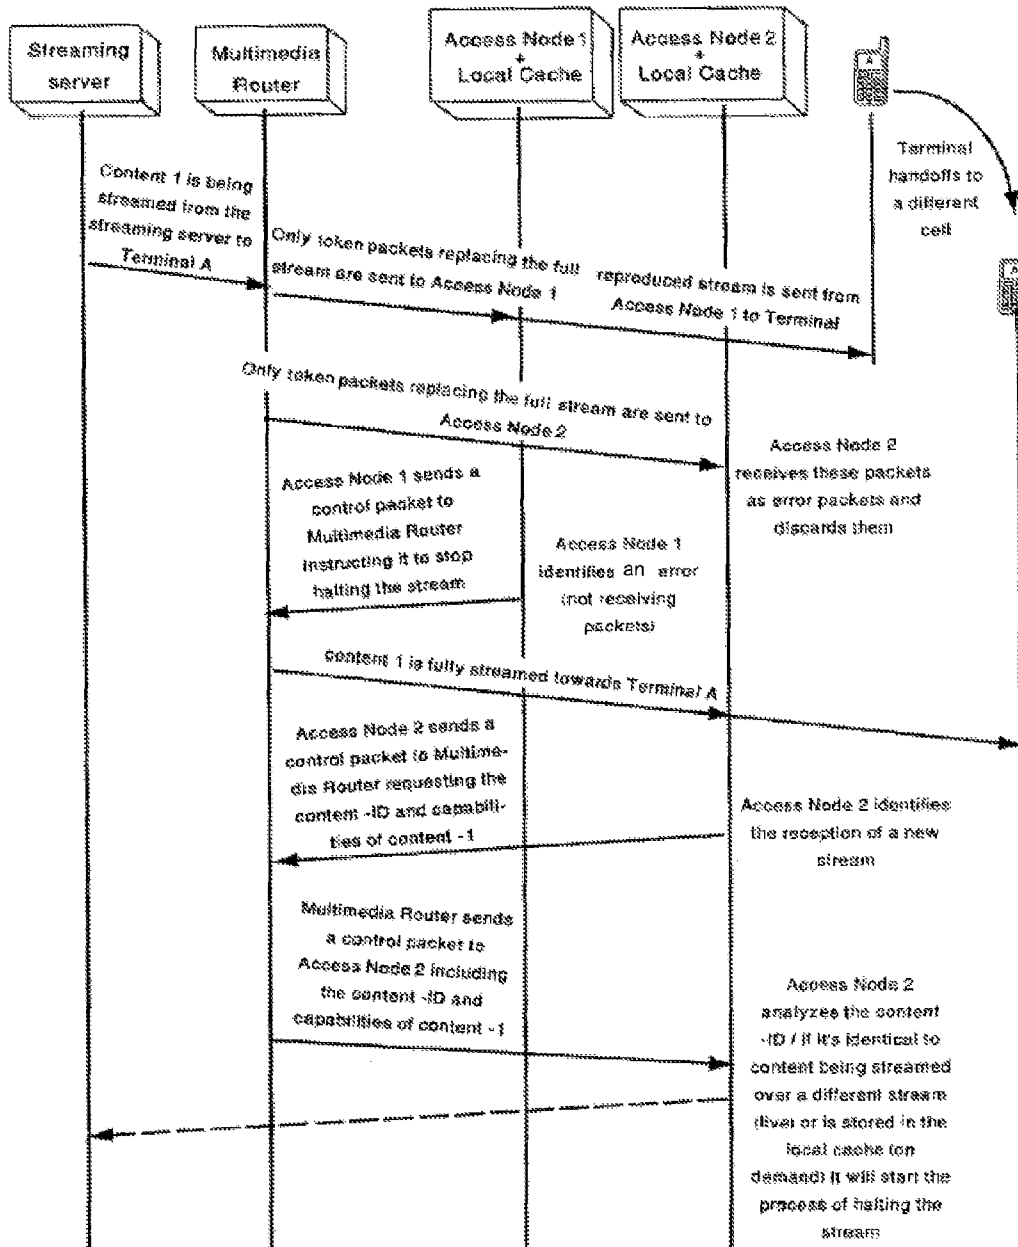 Streaming
server
Multimedia
Router
Access Node 1
+
Local Cache
Access Node 2
+
Local Cache
A
Terminal
handoffs to
a different
cell
A
Content 1 is being
streamed from the
streaming server to
Terminal A
Only token packets replacing the full
stream are sent to Access Node 1
reproduced stream is sent from
Access Node 1 to Terminal
Only token packets replacing the full stream are sent to
Access Node 2
Access Node 2
receives these packets
as error packets and
discards them
Access Node 1 sends a
control packet to
Multimedia Router
instructing it to stop
halting the stream
Access Node 1
identifies an error
(not receiving
packets)
content 1 is fully streamed towards Terminal A
Access Node 2 sends a
control packet to Multime-
dia Router requesting the
content -ID and capabili-
ties of content -1
Access Node 2 identifies
the reception of a new
stream
Multimedia Router sends
a control packet to
Access Node 2 including
the content -ID and
capabilities of content -1
Access Node 2
analyzes the content
-ID / if it's identical to
content being streamed
over a different stream
(live) or is stored in the
local cache (on
demand) it will start the
process of halting the
stream